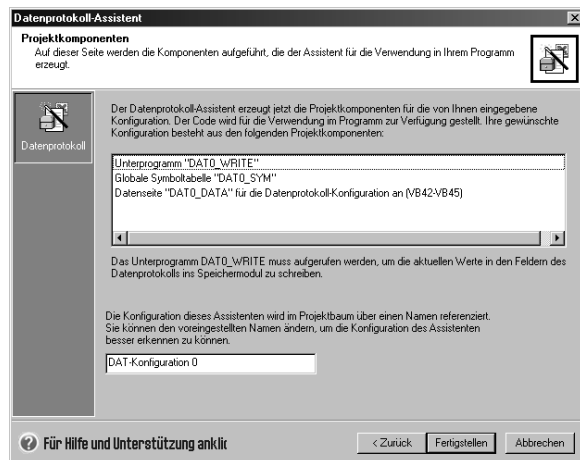 Datenprotokoll-Assistent
Projektkomponenten
Auf dieser Seite werden die Komponenten aufgeführt, die der Assistent für die Verwendung in Ihrem Programm
erzeugt.
Datenprotokoll
Der Datenprotokoll-Assistent erzeugt jetzt die Projektkomponenten für die von Ihnen eingegebene
Konfiguration. Der Code wird für die Verwendung im Programm zur Verfügung gestellt. Ihre gewünschte
Konfiguration besteht aus den folgenden Projektkomponenten:
Unterprogramm "DAT0_WRITE"
Globale Symboltabelle "DAT0_SYM"
Datenseite "DAT0_DATA" für die Datenprotokoll-Konfiguration an (VB42-VB45)
Das Unterprogramm DAT0_WRITE muss aufgerufen werden, um die aktuellen Werte in den Feldern des
Datenprotokolls ins Speichermodul zu schreiben.
Die Konfiguration dieses Assistenten wird im Projektbaum über einen Namen referenziert.
Sie können den voreingestellten Namen ändern, um die Konfiguration des Assistenten
besser erkennen zu können.
DAT-Konfiguration 0
Für Hilfe und Unterstützung anklic
< Zurück Fertigstellen Abbrechen